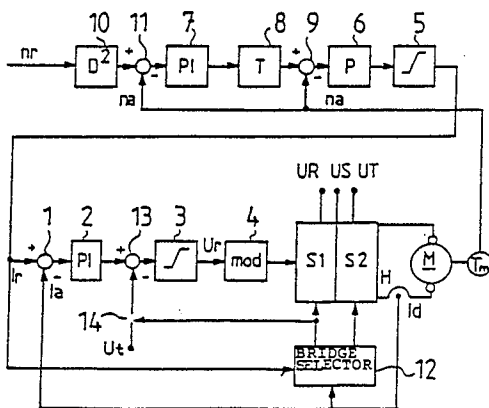 10 11 7 8 9 6 5
nr D² + - PI T + - P
na na
UR US UT
1 2 13 3 4
+ - PI + - Ur mod S1 S2 M Tm
Ir Ia H Id
14
Ut
BRIDGE
SELECTOR
12